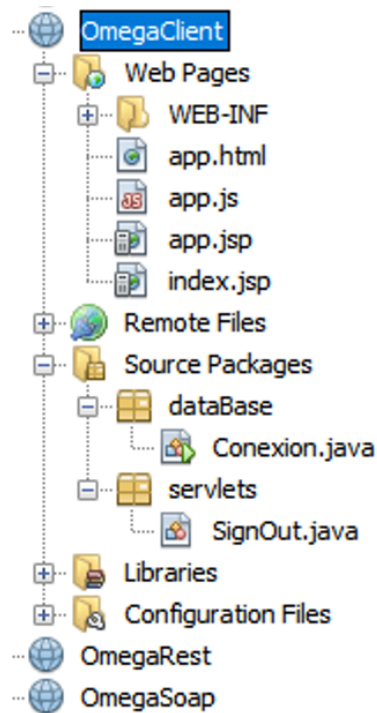 OmegaClient
Web Pages
WEB-INF
app.html
app.js
app.jsp
index.jsp
Remote Files
Source Packages
dataBase
Conexion.java
servlets
SignOut.java
Libraries
Configuration Files
OmegaRest
OmegaSoap